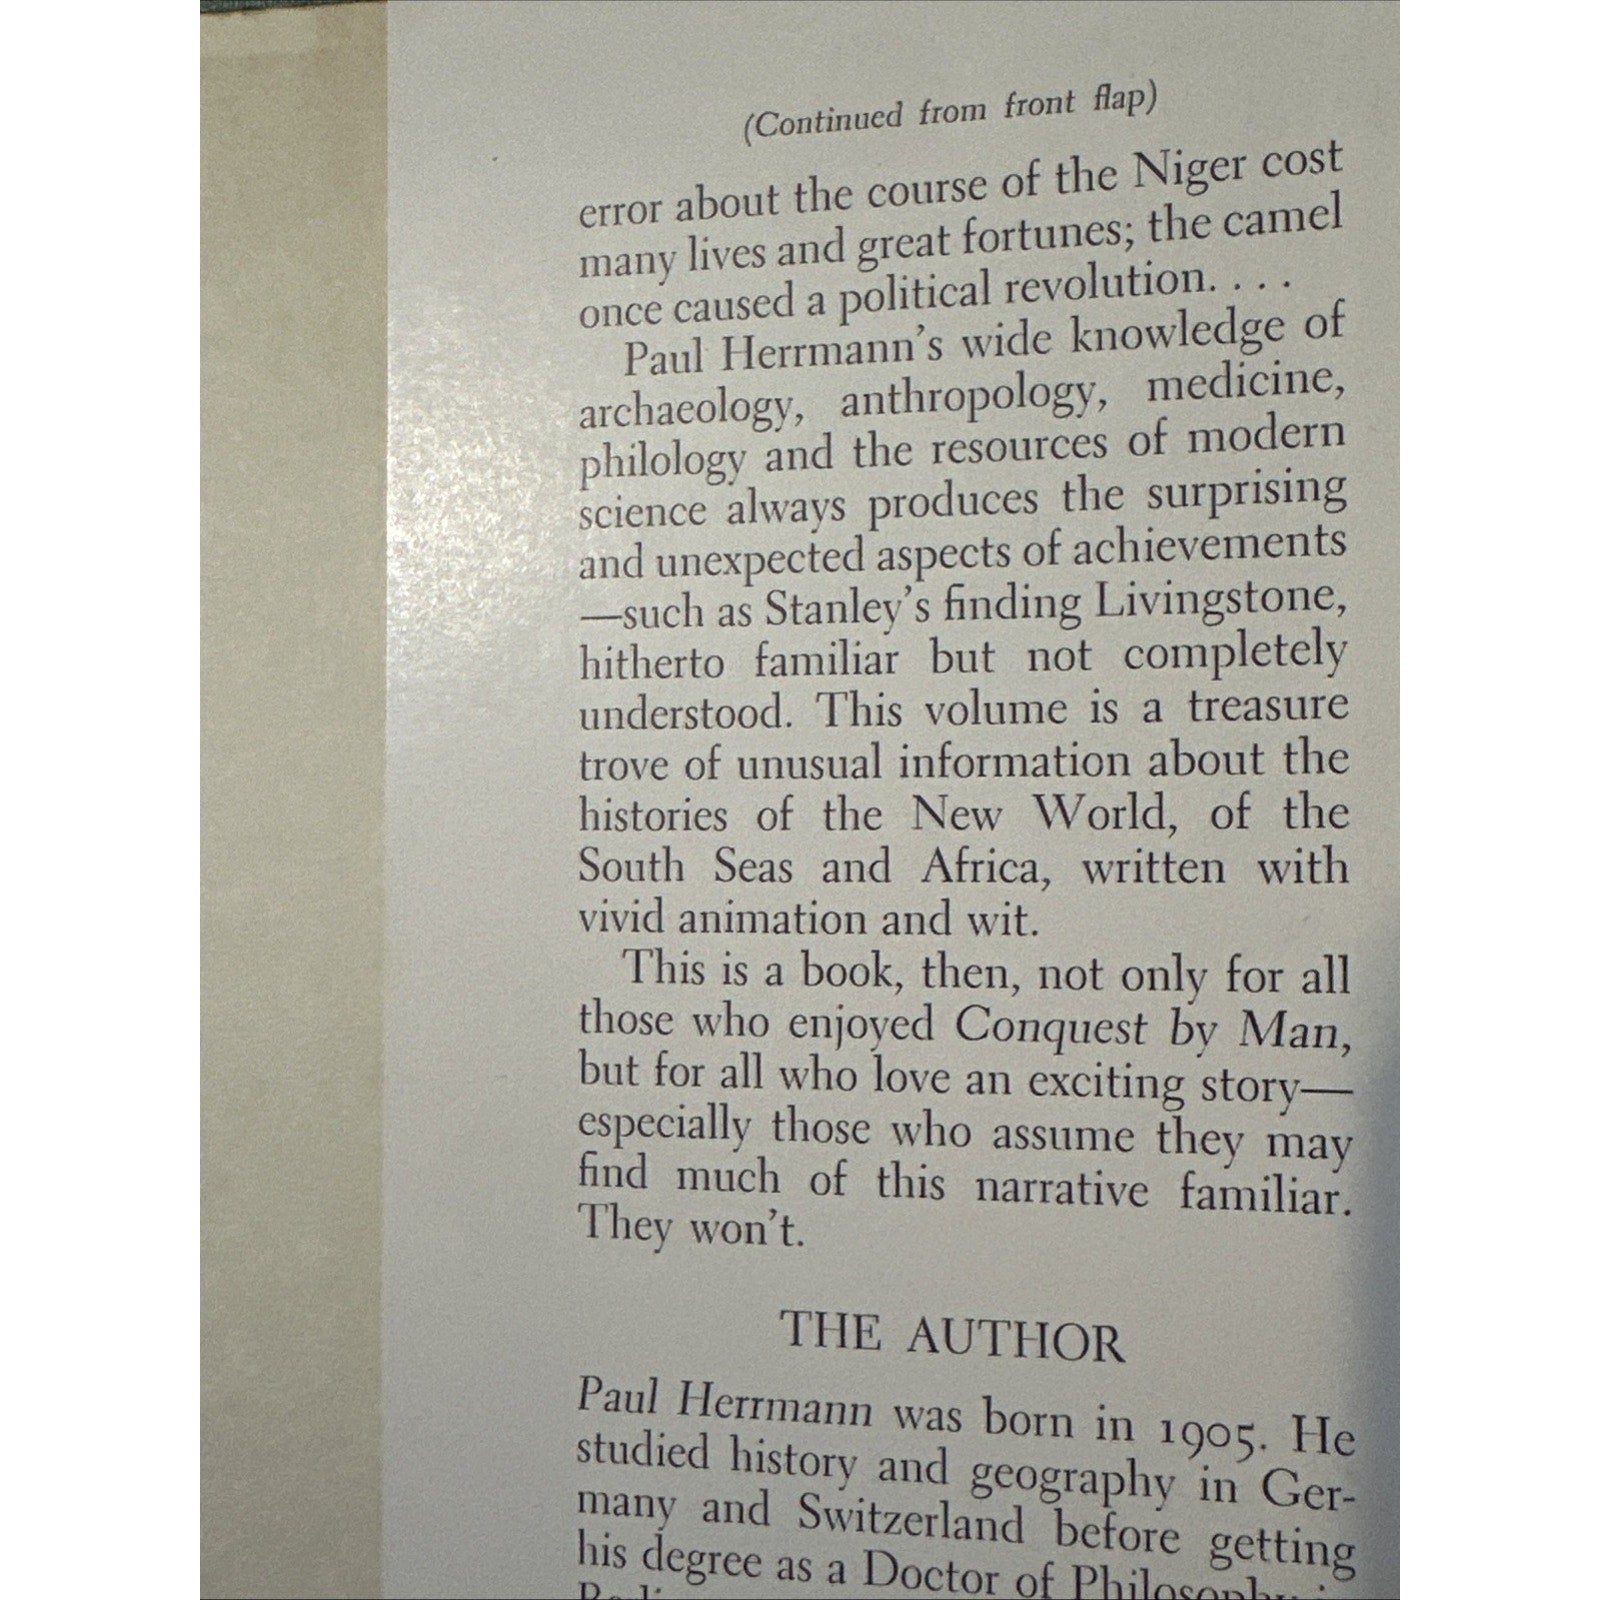 (Continued from front flap)
error about the course of the Niger cost
many lives and great fortunes; the camel
once caused a political revolution. . . .
Paul Herrmann's wide knowledge of
archaeology, anthropology, medicine,
philology and the resources of modern
science always produces the surprising
and unexpected aspects of achievements
—such as Stanley's finding Livingstone,
hitherto familiar but not completely
understood. This volume is a treasure
trove of unusual information about the
histories of the New World, of the
South Seas and Africa, written with
vivid animation and wit.
This is a book, then, not only for all
those who enjoyed Conquest by Man,
but for all who love an exciting story—
especially those who assume they may
find much of this narrative familiar.
They won't.
THE AUTHOR
Paul Herrmann was born in 1905. He
studied history and geography in Ger-
many and Switzerland before getting
his degree as a Doctor of Philosophy